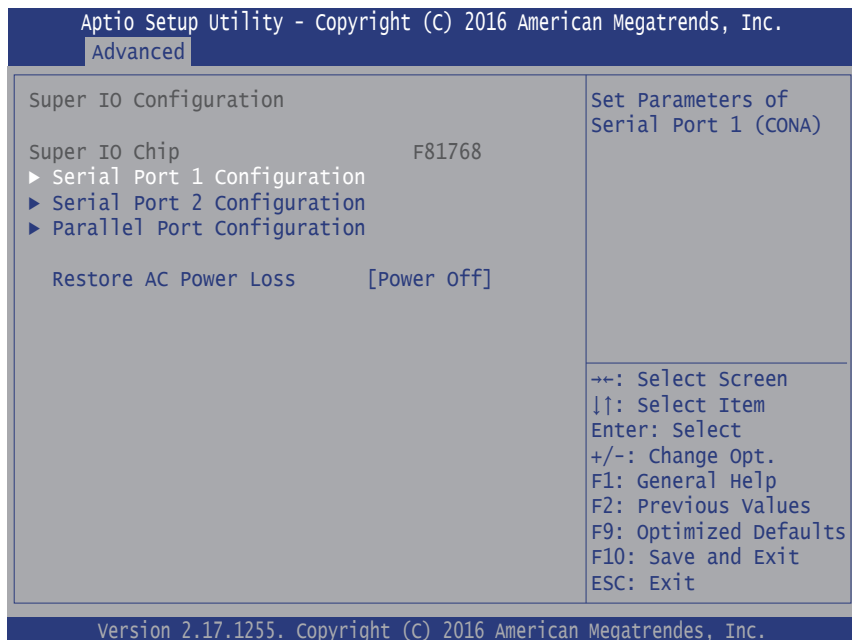 Aptio Setup Utility - Copyright (C) 2016 American Megatrends, Inc.
Advanced
Super IO Configuration
Super IO Chip F81768
▶ Serial Port 1 Configuration
▶ Serial Port 2 Configuration
▶ Parallel Port Configuration
Restore AC Power Loss [Power Off]
Set Parameters of
Serial Port 1 (CONA)
→←: Select Screen
↓↑: Select Item
Enter: Select
+/-: Change Opt.
F1: General Help
F2: Previous Values
F9: Optimized Defaults
F10: Save and Exit
ESC: Exit
Version 2.17.1255. Copyright (C) 2016 American Megatrendes, Inc.